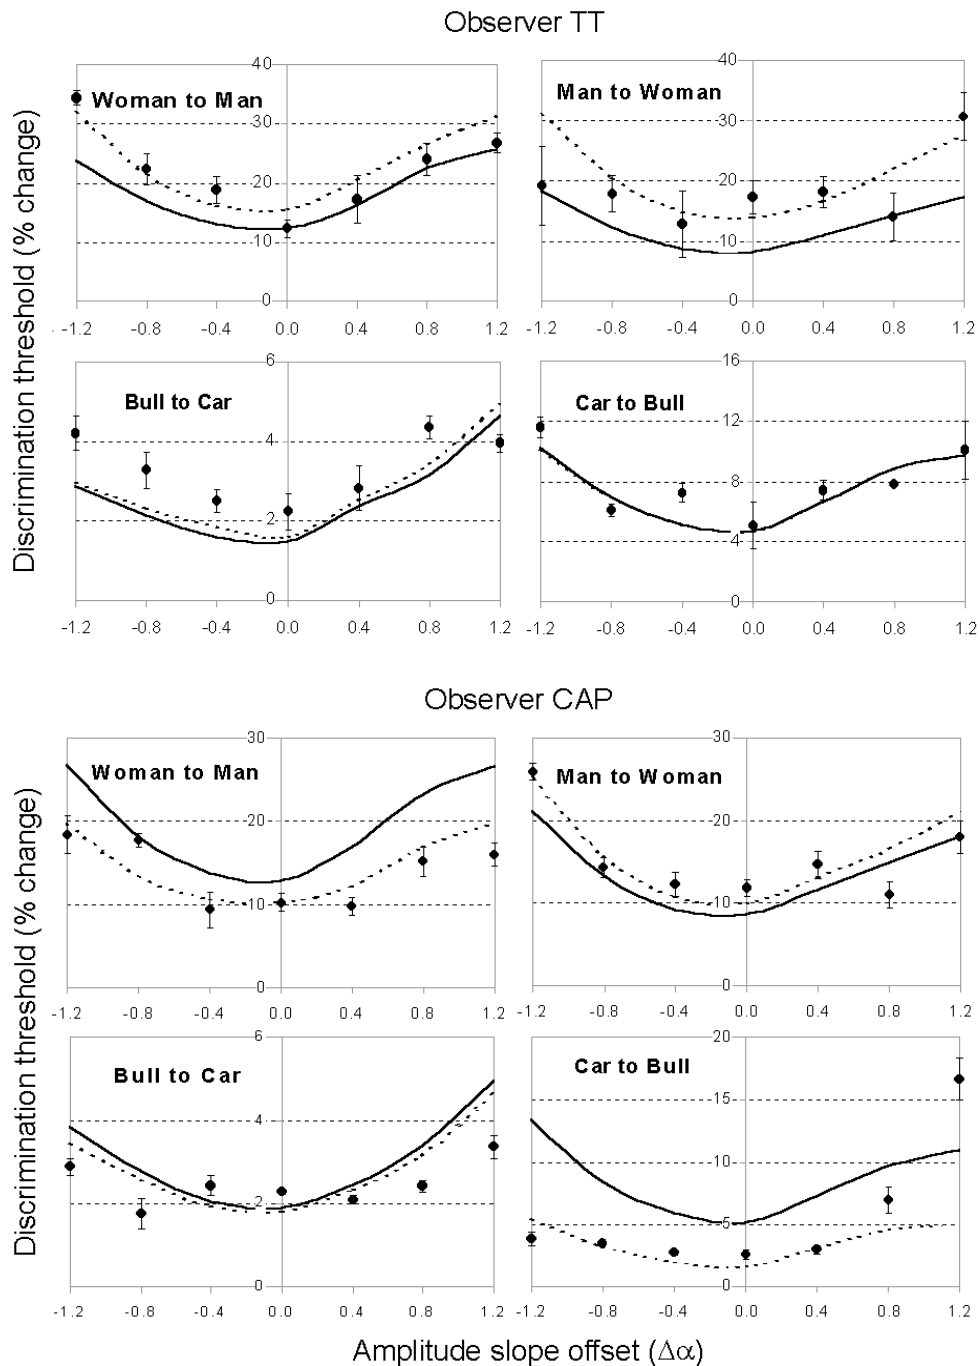 Observer TT
Discrimination threshold (% change)
Woman to Man
40
30
20
10
0
-1.2 -0.8 -0.4 0.0 0.4 0.8 1.2
Man to Woman
40
30
20
10
0
-1.2 -0.8 -0.4 0.0 0.4 0.8 1.2
Bull to Car
6
4
2
0
-1.2 -0.8 -0.4 0.0 0.4 0.8 1.2
Car to Bull
16
12
8
4
0
-1.2 -0.8 -0.4 0.0 0.4 0.8 1.2
Observer CAP
Discrimination threshold (% change)
Woman to Man
30
20
10
0
-1.2 -0.8 -0.4 0.0 0.4 0.8 1.2
Man to Woman
30
20
10
0
-1.2 -0.8 -0.4 0.0 0.4 0.8 1.2
Bull to Car
6
4
2
0
-1.2 -0.8 -0.4 0.0 0.4 0.8 1.2
Car to Bull
20
15
10
5
0
-1.2 -0.8 -0.4 0.0 0.4 0.8 1.2
Amplitude slope offset (Δα)